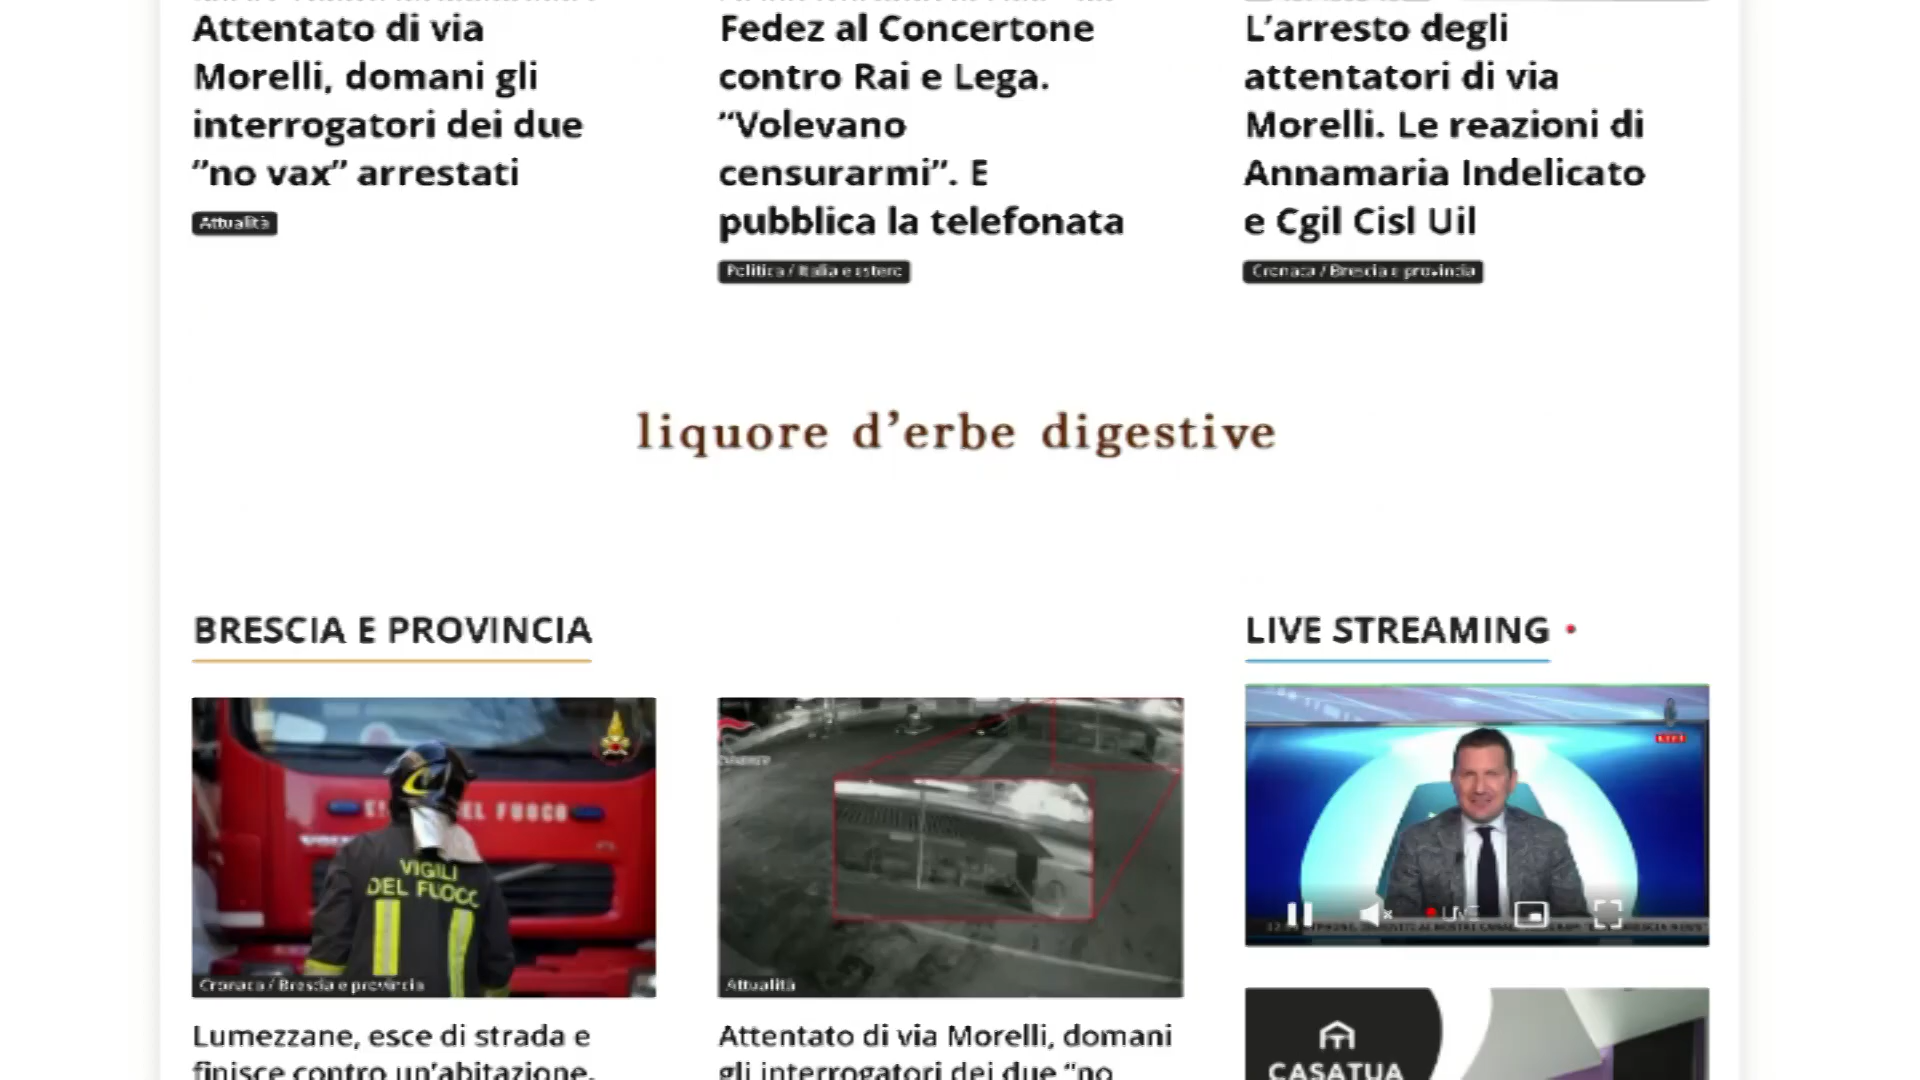 Attentato di via
Morelli, domani gli
interrogatori dei due
”no vax” arrestati
Attualità
Fedez al Concertone
contro Rai e Lega.
“Volevano
censurarmi”. E
pubblica la telefonata
Politica / Italia e estero
L’arresto degli
attentatori di via
Morelli. Le reazioni di
Annamaria Indelicato
e Cgil Cisl Uil
Cronaca / Brescia e provincia
liquore d’erbe digestive
BRESCIA E PROVINCIA
LIVE STREAMING
DEL FUOCO
VIGILI
DEL FUOCO
Cronaca / Brescia e provincia
Attualità
LIVE
LIVE
Lumezzane, esce di strada e
finisce contro un’abitazione.
Attentato di via Morelli, domani
gli interrogatori dei due “no
CASATUA